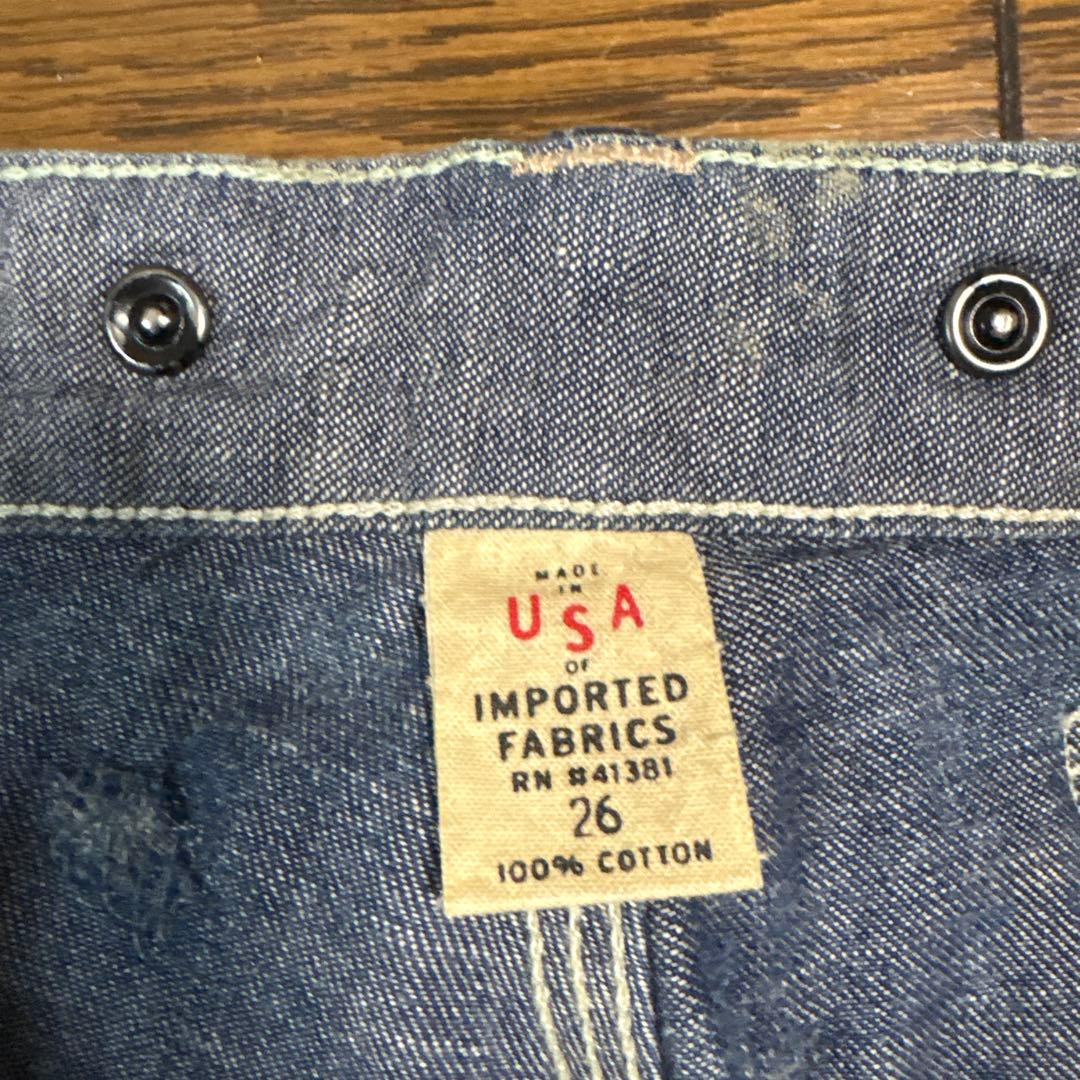 MADE
IN
USA
OF
IMPORTED
FABRICS
RN #41381
26
100% COTTON